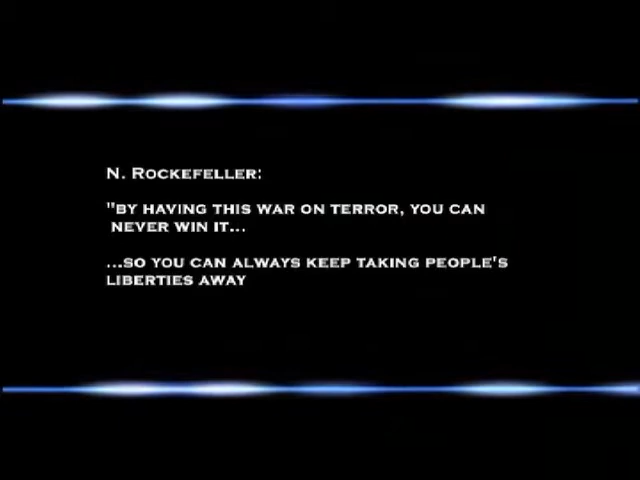 N. ROCKEFELLER:
"BY HAVING THIS WAR ON TERROR, YOU CAN
NEVER WIN IT...
...SO YOU CAN ALWAYS KEEP TAKING PEOPLE'S
LIBERTIES AWAY